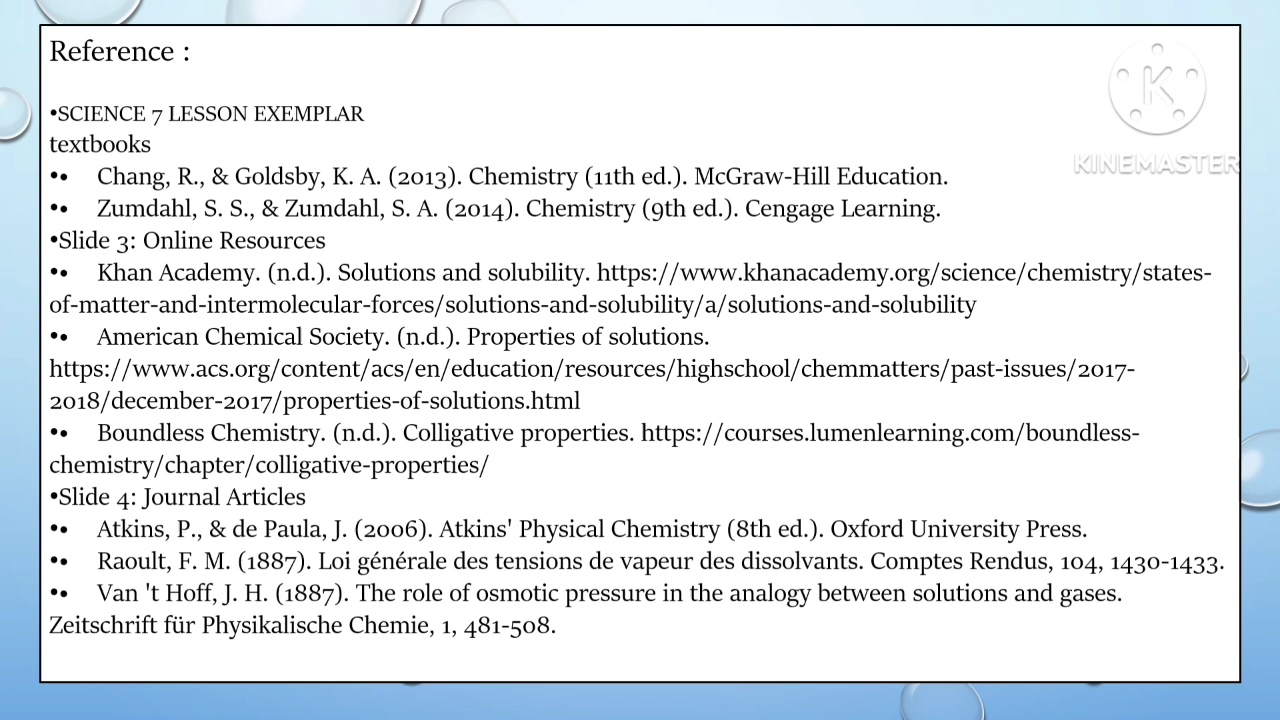 Reference :
•SCIENCE 7 LESSON EXEMPLAR
textbooks
•• Chang, R., & Goldsby, K. A. (2013). Chemistry (11th ed.). McGraw-Hill Education.
•• Zumdahl, S. S., & Zumdahl, S. A. (2014). Chemistry (9th ed.). Cengage Learning.
•Slide 3: Online Resources
•• Khan Academy. (n.d.). Solutions and solubility. https://www.khanacademy.org/science/chemistry/states-
of-matter-and-intermolecular-forces/solutions-and-solubility/a/solutions-and-solubility
•• American Chemical Society. (n.d.). Properties of solutions.
https://www.acs.org/content/acs/en/education/resources/highschool/chemmatters/past-issues/2017-
2018/december-2017/properties-of-solutions.html
•• Boundless Chemistry. (n.d.). Colligative properties. https://courses.lumenlearning.com/boundless-
chemistry/chapter/colligative-properties/
•Slide 4: Journal Articles
•• Atkins, P., & de Paula, J. (2006). Atkins' Physical Chemistry (8th ed.). Oxford University Press.
•• Raoult, F. M. (1887). Loi générale des tensions de vapeur des dissolvants. Comptes Rendus, 104, 1430-1433.
•• Van 't Hoff, J. H. (1887). The role of osmotic pressure in the analogy between solutions and gases.
Zeitschrift für Physikalische Chemie, 1, 481-508.
K
KINEMASTER